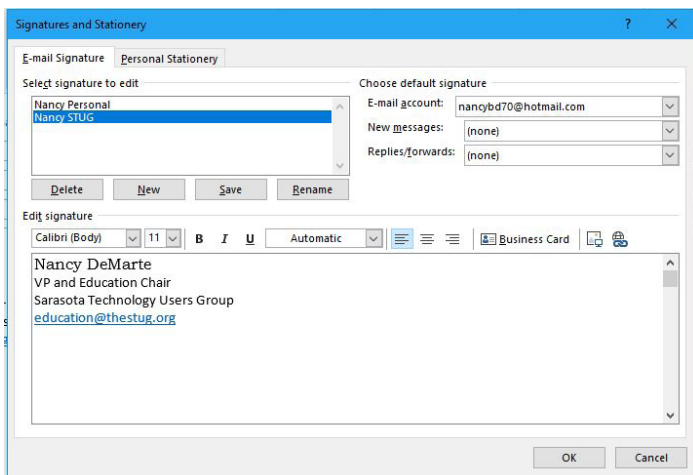 Signatures and Stationery ?
E-mail Signature Personal Stationery
Select signature to edit
Nancy Personal
Nancy STUG
Delete New Save Rename
Choose default signature
E-mail account: nancybd70@hotmail.com
New messages: (none)
Replies/forwards: (none)
Edit signature
Calibri (Body) 11 B I U Automatic Business Card
Nancy DeMarte
VP and Education Chair
Sarasota Technology Users Group
education@thestug.org
OK Cancel